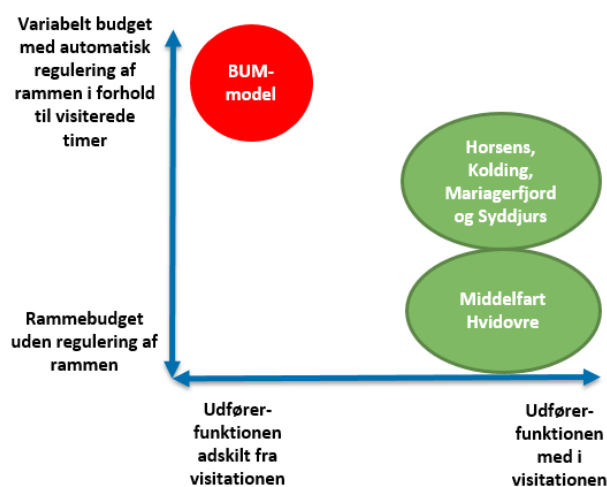 Variabelt budget
med automatisk
regulering af
rammen i forhold
til visiterede
timer
BUM-
model
Horsens,
Kolding,
Mariagerfjord
og Syddjurs
Middelfart
Hvidovre
Rammebudget
uden regulering af
rammen
Udfører-
funktionen
adskilt fra
visitationen
Udfører-
funktionen
med i
visitationen